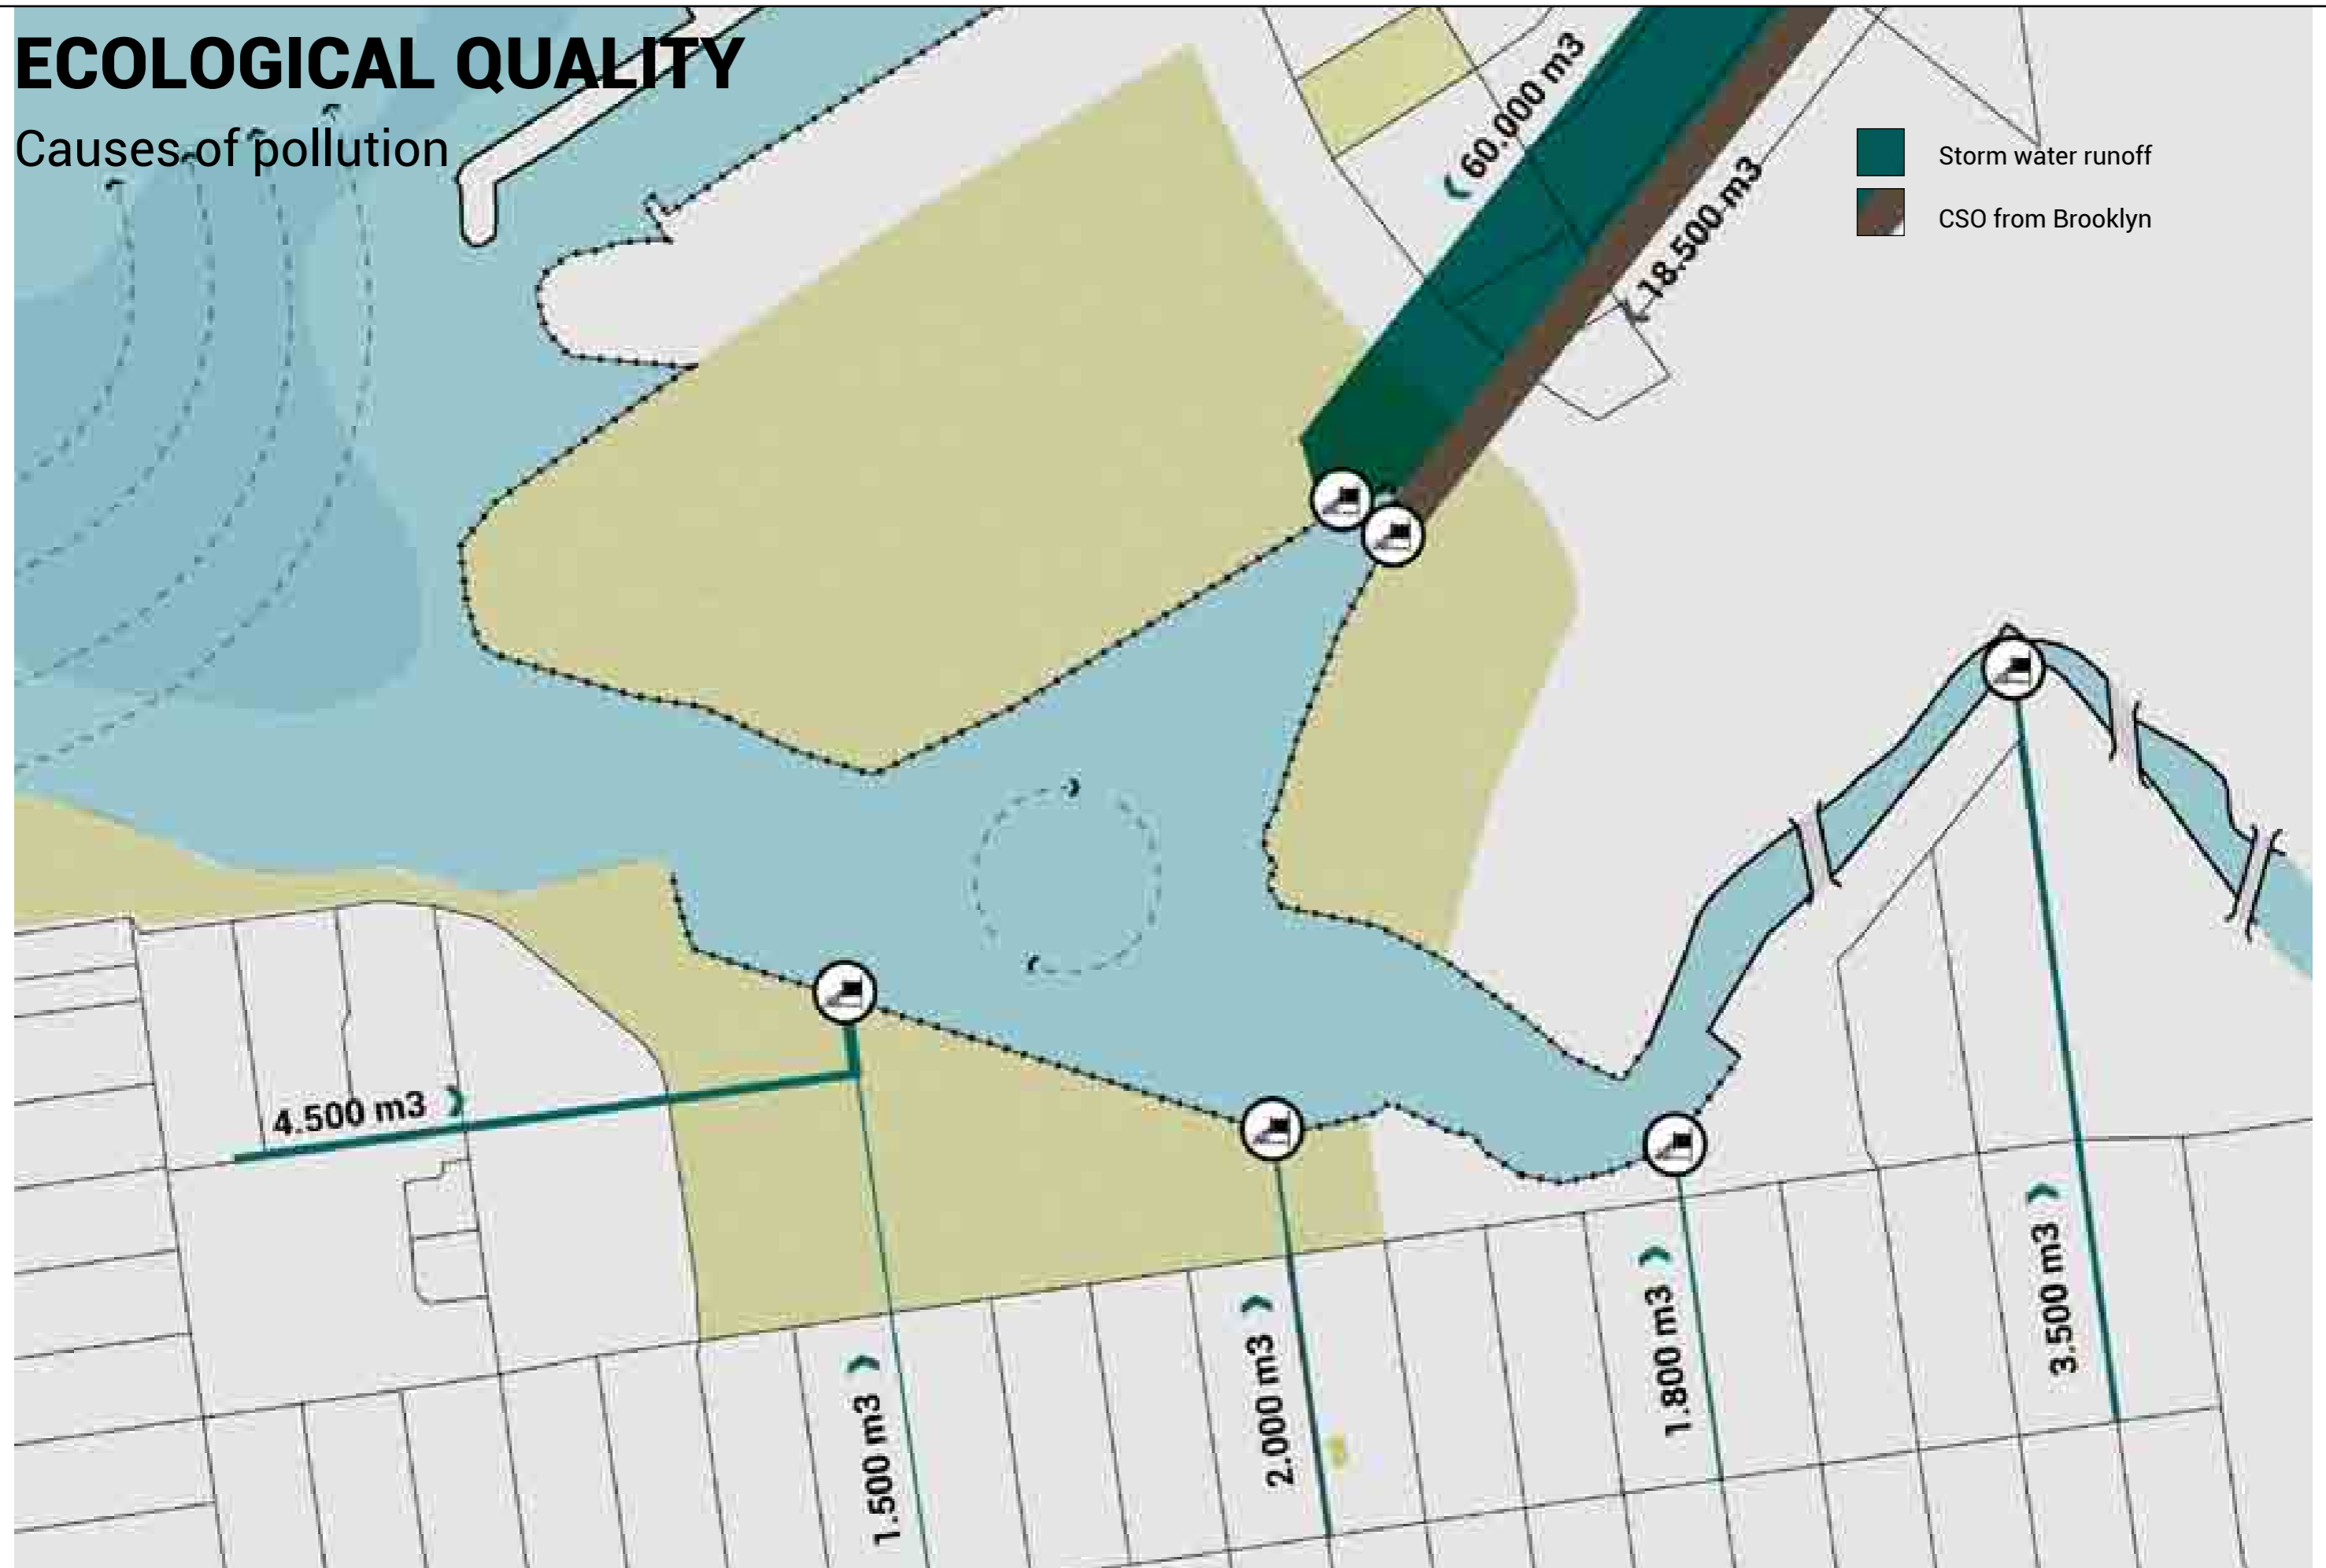 ECOLOGICAL QUALITY
Causes of pollution
60.000 m3
18.500 m3
Storm water runoff
CSO from Brooklyn
4.500 m3
1.500 m3
2.000 m3
1.800 m3
3.500 m3